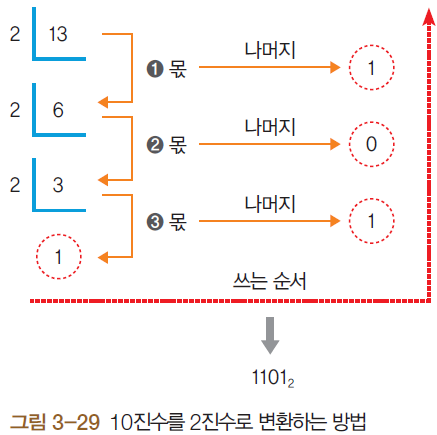 2 13
❶ 몫 나머지 1
2 6
❷ 몫 나머지 0
2 3
❸ 몫 나머지 1
1
쓰는 순서
1101₂
그림 3-29 10진수를 2진수로 변환하는 방법